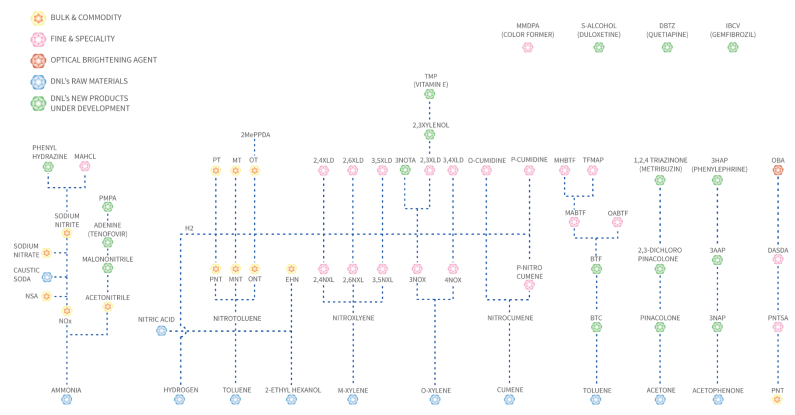 BULK & COMMODITY
FINE & SPECIALITY
OPTICAL BRIGHTENING AGENT
DNL's RAW MATERIALS
DNL's NEW PRODUCTS
UNDER DEVELOPMENT
MMDPA
(COLOR FORMER)
S-ALCOHOL
(DULOXETINE)
DBTZ
(QUETIAPINE)
IBCV
(GEMFIBROZIL)
TMP
(VITAMIN E)
2,3XYLENOL
2MePPDA
PHENYL
HYDRAZINE
MAHCL
PT
MT
OT
2,4XLD
2,6XLD
3,5XLD
3NOTA
2,3XLD
3,4XLD
O-CUMIDINE
P-CUMIDINE
MHBTF
TFMAP
1,2,4 TRIAZINONE
(METRIBUZIN)
3HAP
(PHENYLEPHRINE)
OBA
PMPA
SODIUM
NITRITE
ADENINE
(TENOFOVIR)
H2
MABTF
OABTF
SODIUM
NITRATE
MALONONITRILE
2,3-DICHLORO
PINACOLONE
3AAP
DASDA
BTF
CAUSTIC
SODA
PNT
MNT
ONT
EHN
2,4NXL
2,6NXL
3,5NXL
3NOX
4NOX
P-NITRO
CUMENE
NSA
ACETONITRILE
NOx
NITRIC ACID
NITROTOLUENE
NITROXLYENE
NITROCUMENE
BTC
PINACOLONE
3NAP
PNTSA
AMMONIA
HYDROGEN
TOLUENE
2-ETHYL HEXANOL
M-XYLENE
O-XYLENE
CUMENE
TOLUENE
ACETONE
ACETOPHENONE
PNT